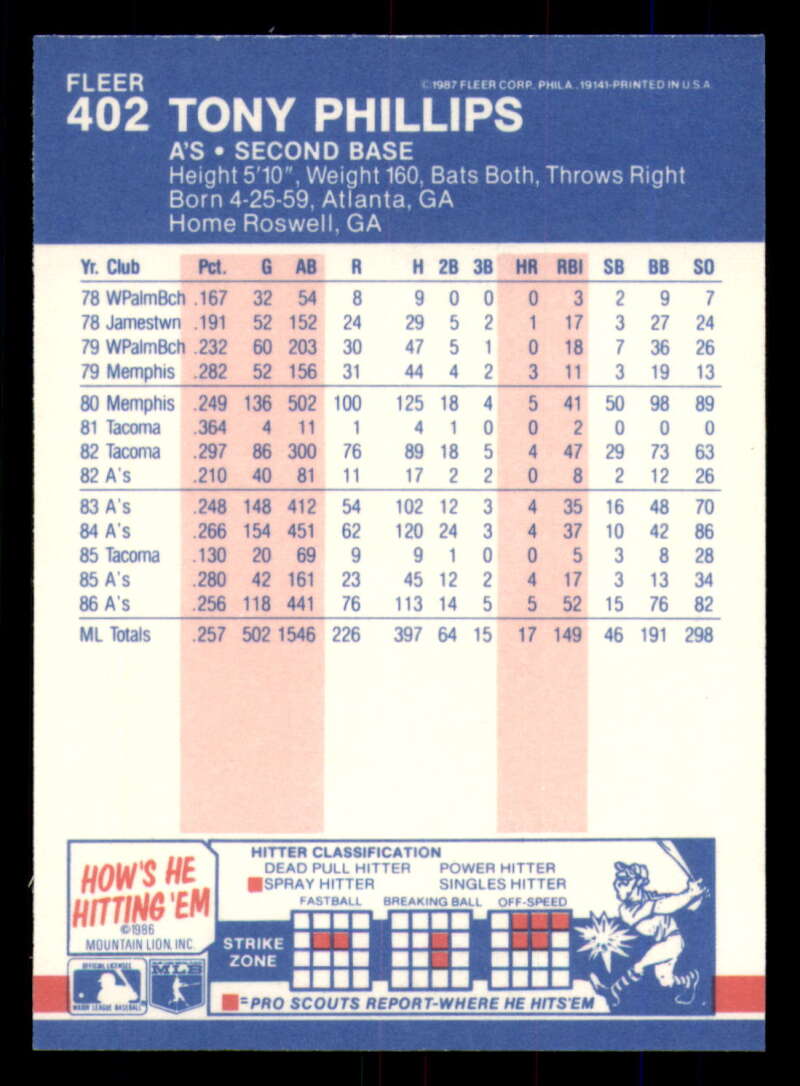 FLEER
©1987 FLEER CORP. PHILA., 19141-PRINTED IN U.S.A.
402 TONY PHILLIPS
A'S • SECOND BASE
Height 5'10", Weight 160, Bats Both, Throws Right
Born 4-25-59, Atlanta, GA
Home Roswell, GA
Yr. Club Pct. G AB R H 2B 3B HR RBI SB BB SO
78 WPalmBch .167 32 54 8 9 0 0 0 3 2 9 7
78 Jamestwn .191 52 152 24 29 5 2 1 17 3 27 24
79 WPalmBch .232 60 203 30 47 5 1 0 18 7 36 26
79 Memphis .282 52 156 31 44 4 2 3 11 3 19 13
80 Memphis .249 136 502 100 125 18 4 5 41 50 98 89
81 Tacoma .364 4 11 1 4 1 0 0 2 0 0 0
82 Tacoma .297 86 300 76 89 18 5 4 47 29 73 63
82 A's .210 40 81 11 17 2 2 0 8 2 12 26
83 A's .248 148 412 54 102 12 3 4 35 16 48 70
84 A's .266 154 451 62 120 24 3 4 37 10 42 86
85 Tacoma .130 20 69 9 9 1 0 0 5 3 8 28
85 A's .280 42 161 23 45 12 2 4 17 3 13 34
86 A's .256 118 441 76 113 14 5 5 52 15 76 82
ML Totals .257 502 1546 226 397 64 15 17 149 46 191 298
HOW'S HE
HITTING 'EM
©1986
MOUNTAIN LION, INC.
HITTER CLASSIFICATION
DEAD PULL HITTER POWER HITTER
SPRAY HITTER SINGLES HITTER
FASTBALL BREAKING BALL OFF-SPEED
STRIKE
ZONE
=PRO SCOUTS REPORT-WHERE HE HITS'EM
OFFICIAL LICENSEE
MAJOR LEAGUE BASEBALL
MLB